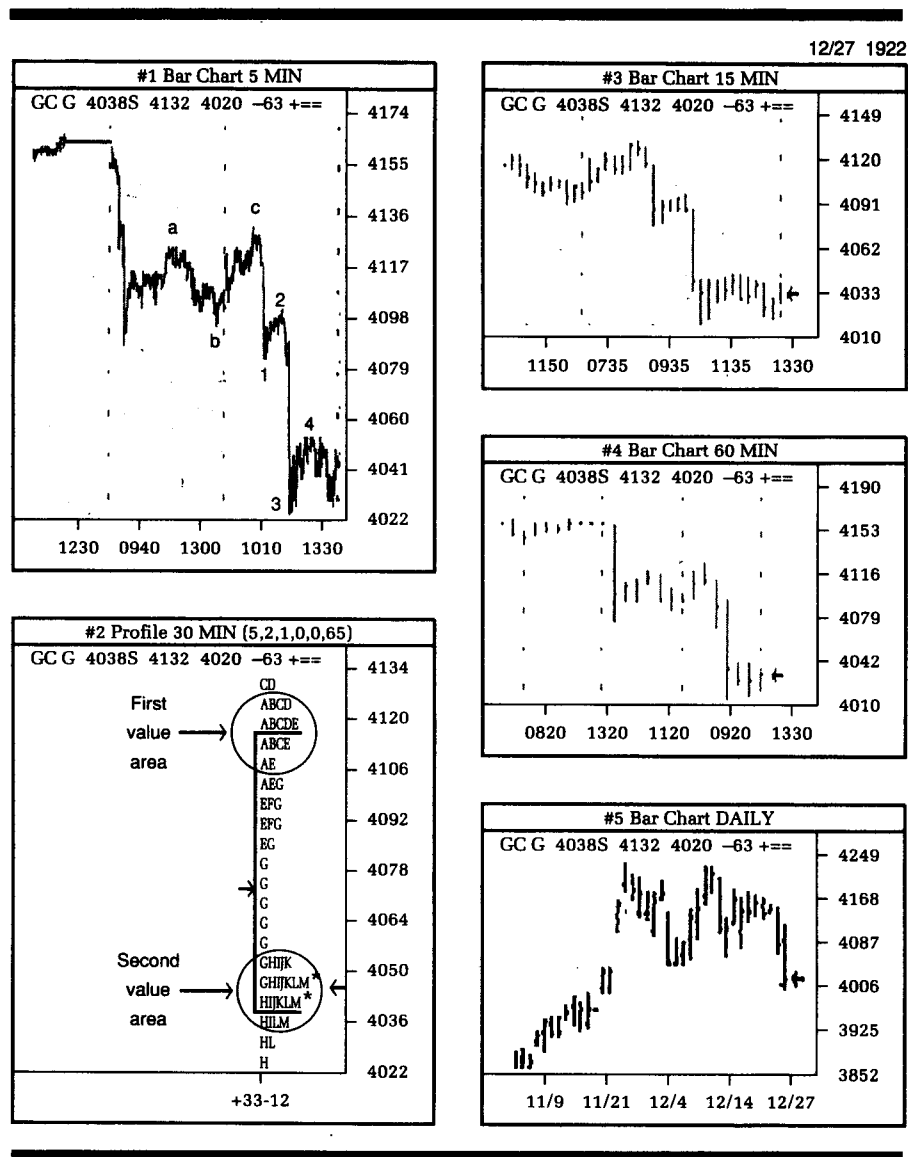 12/27 1922
#1 Bar Chart 5 MIN
GC G 4038S 4132 4020 –63 +==
4174
4155
4136
4117
4098
4079
4060
4041
4022
a
b
c
1
2
3
4
1230 0940 1300 1010 1330
#2 Profile 30 MIN (5,2,1,0,0,65)
GC G 4038S 4132 4020 –63 +==
4134
4120
4106
4092
4078
4064
4050
4036
4022
First
value
area
Second
value
area
CD
ABCD
ABCDE
ABCE
AE
AEG
EFG
EFG
EG
G
G
G
G
G
GHIJK
GHIJKLM*
HIJKLM*
HILM
HL
H
+33-12
#3 Bar Chart 15 MIN
GC G 4038S 4132 4020 –63 +==
4149
4120
4091
4062
4033
4010
1150 0735 0935 1135 1330
#4 Bar Chart 60 MIN
GC G 4038S 4132 4020 –63 +==
4190
4153
4116
4079
4042
4010
0820 1320 1120 0920 1330
#5 Bar Chart DAILY
GC G 4038S 4132 4020 –63 +==
4249
4168
4087
4006
3925
3852
11/9 11/21 12/4 12/14 12/27